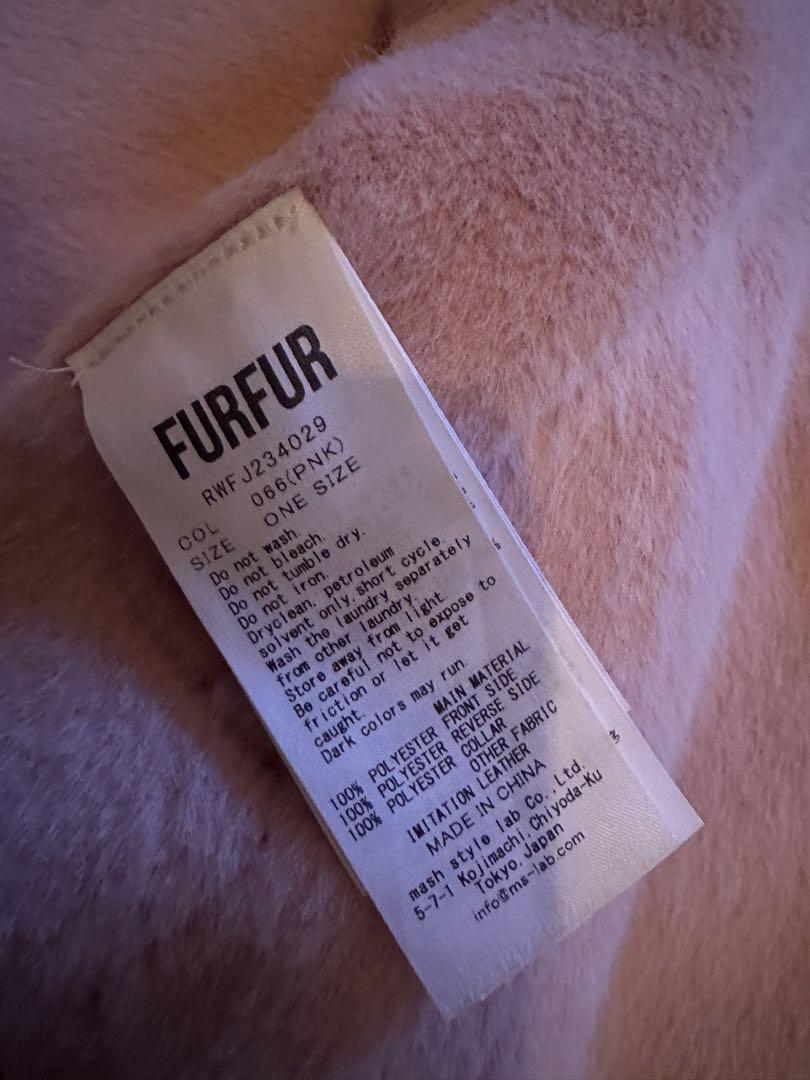 FURFUR
RWFJ234029
COL 066(PNK)
SIZE ONE SIZE
Do not wash.
Do not bleach.
Do not tumble dry.
Do not iron.
Dryclean, petroleum
solvent only,short cycle.
Wash the laundry separately
from other laundry.
Store away from light.
Be careful not to expose to
friction or let it get
caught.
Dark colors may run.
MAIN MATERIAL
FRONT SIDE
100% POLYESTER
REVERSE SIDE
100% POLYESTER
COLLAR
100% POLYESTER
OTHER FABRIC
IMITATION LEATHER
MADE IN CHINA
mash style lab Co.,Ltd.
5-7-1 Kojimachi,Chiyoda-Ku
Tokyo,Japan
info@ms-lab.com